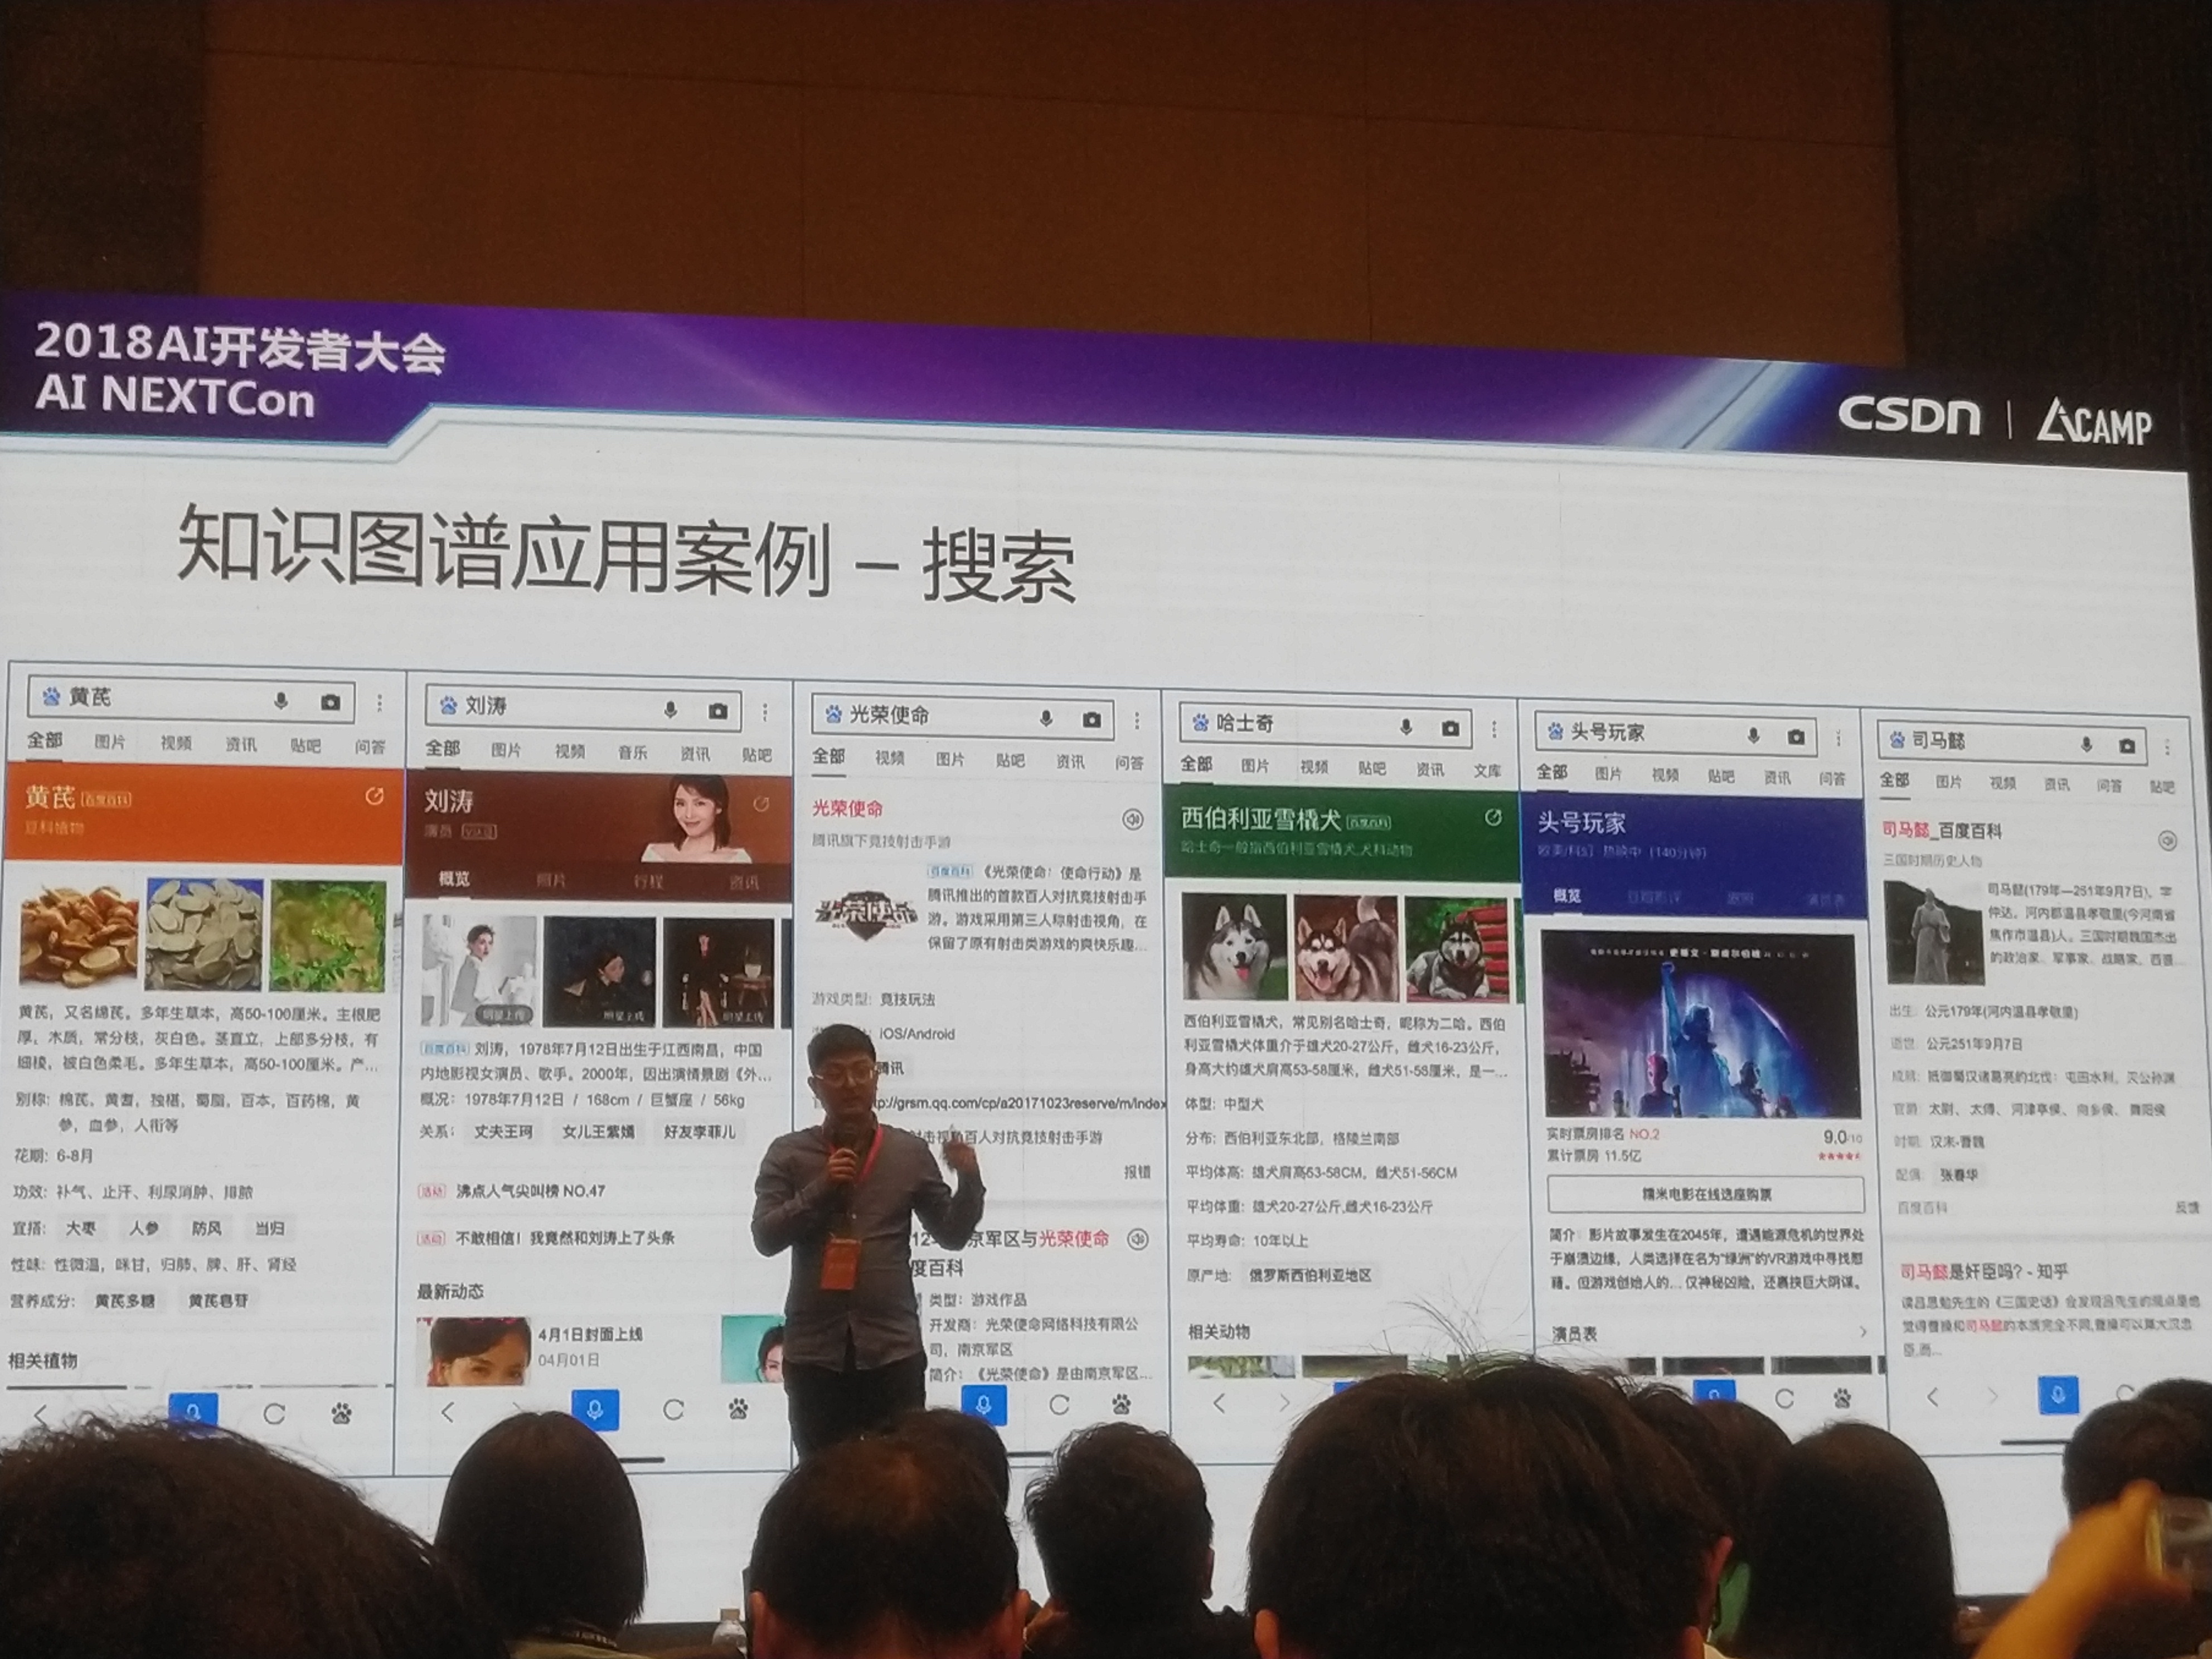 2018AI开发者大会
AI NEXTCon
CSDN | AICAMP
知识图谱应用案例 – 搜索
黄芪
全部 图片 视频 资讯 贴吧 问答
黄芪 百度百科
豆科植物
黄芪，又名绵芪。多年生草本，高50-100厘米。主根肥
厚，木质，常分枝，灰白色。茎直立，上部多分枝，有
细棱，被白色柔毛。多年生草本，高50-100厘米。产...
别称：棉芪，黄耆，独椹，蜀脂，百本，百药棉，黄
参，血参，人衔等
花期：6-8月
功效：补气、止汗、利尿消肿、排脓
宜搭：大枣 人参 防风 当归
性味：性微温，味甘，归肺、脾、肝、肾经
营养成分：黄芪多糖 黄芪皂苷
相关植物
刘涛
全部 图片 视频 音乐 资讯 贴吧
刘涛
演员
概览 照片 行程 资讯
明星上传 明星上传 明星上传
百度百科 刘涛，1978年7月12日出生于江西南昌，中国
内地影视女演员、歌手。2000年，因出演情景剧《外...
概况：1978年7月12日 / 168cm / 巨蟹座 / 56kg
关系：丈夫王珂 女儿王紫嫣 好友李菲儿
活动 沸点人气尖叫榜 NO.47
活动 不敢相信！我竟然和刘涛上了头条
最新动态
4月1日封面上线
04月01日
光荣使命
全部 视频 图片 贴吧 资讯 问答
光荣使命
腾讯旗下竞技射击手游
光荣使命
百度百科 《光荣使命：使命行动》是
腾讯推出的首款百人对抗竞技射击手
游。游戏采用第三人称射击视角，在
保留了原有射击类游戏的爽快乐趣...
游戏类型：竞技玩法
iOS/Android
腾讯
tp://grsm.qq.com/cp/a20171023reserve/m/index
击视角百人对抗竞技射击手游
报错
京军区与光荣使命
度百科
类型：游戏作品
开发商：光荣使命网络科技有限公
司，南京军区
简介：《光荣使命》是由南京军区...
哈士奇
全部 图片 视频 贴吧 资讯 文库
西伯利亚雪橇犬 百度百科
哈士奇一般指西伯利亚雪橇犬,犬科动物
西伯利亚雪橇犬，常见别名哈士奇，昵称为二哈。西伯
利亚雪橇犬体重介于雄犬20-27公斤，雌犬16-23公斤，
身高大约雄犬肩高53-58厘米，雌犬51-58厘米，是一...
体型：中型犬
分布：西伯利亚东北部，格陵兰南部
平均体高：雄犬肩高53-58CM，雌犬51-56CM
平均体重：雄犬20-27公斤,雌犬16-23公斤
平均寿命：10年以上
原产地：俄罗斯西伯利亚地区
相关动物
头号玩家
全部 图片 视频 贴吧 资讯 问答
头号玩家
欧美/科幻 热映中（140分钟）
概览
实时票房排名 NO.2
累计票房 11.5亿
9.0/10
糯米电影在线选座购票
简介：影片故事发生在2045年，遭遇能源危机的世界处
于崩溃边缘，人类选择在名为“绿洲”的VR游戏中寻找慰
藉。但游戏创始人的... 仅神秘凶险，还裹挟巨大阴谋。
演员表
司马懿
全部 图片 视频 资讯 问答 贴吧
司马懿_百度百科
三国时期历史人物
司马懿(179年—251年9月7日)，字
仲达，河内郡温县孝敬里(今河南省
焦作市温县)人。三国时期魏国杰出
的政治家、军事家、战略家，西晋...
出生：公元179年(河内温县孝敬里)
逝世：公元251年9月7日
成就：抵御蜀汉诸葛亮的北伐；屯田水利，灭公孙渊
官爵：太尉、太傅、河津亭侯、向乡侯、舞阳侯
时期：汉末-曹魏
配偶：张春华
百度百科
反馈
司马懿是奸臣吗? - 知乎
读吕思勉先生的《三国史话》会发现吕先生的观点是他
觉得曹操和司马懿的本质完全不同,曹操可以算大汉忠
臣,而...